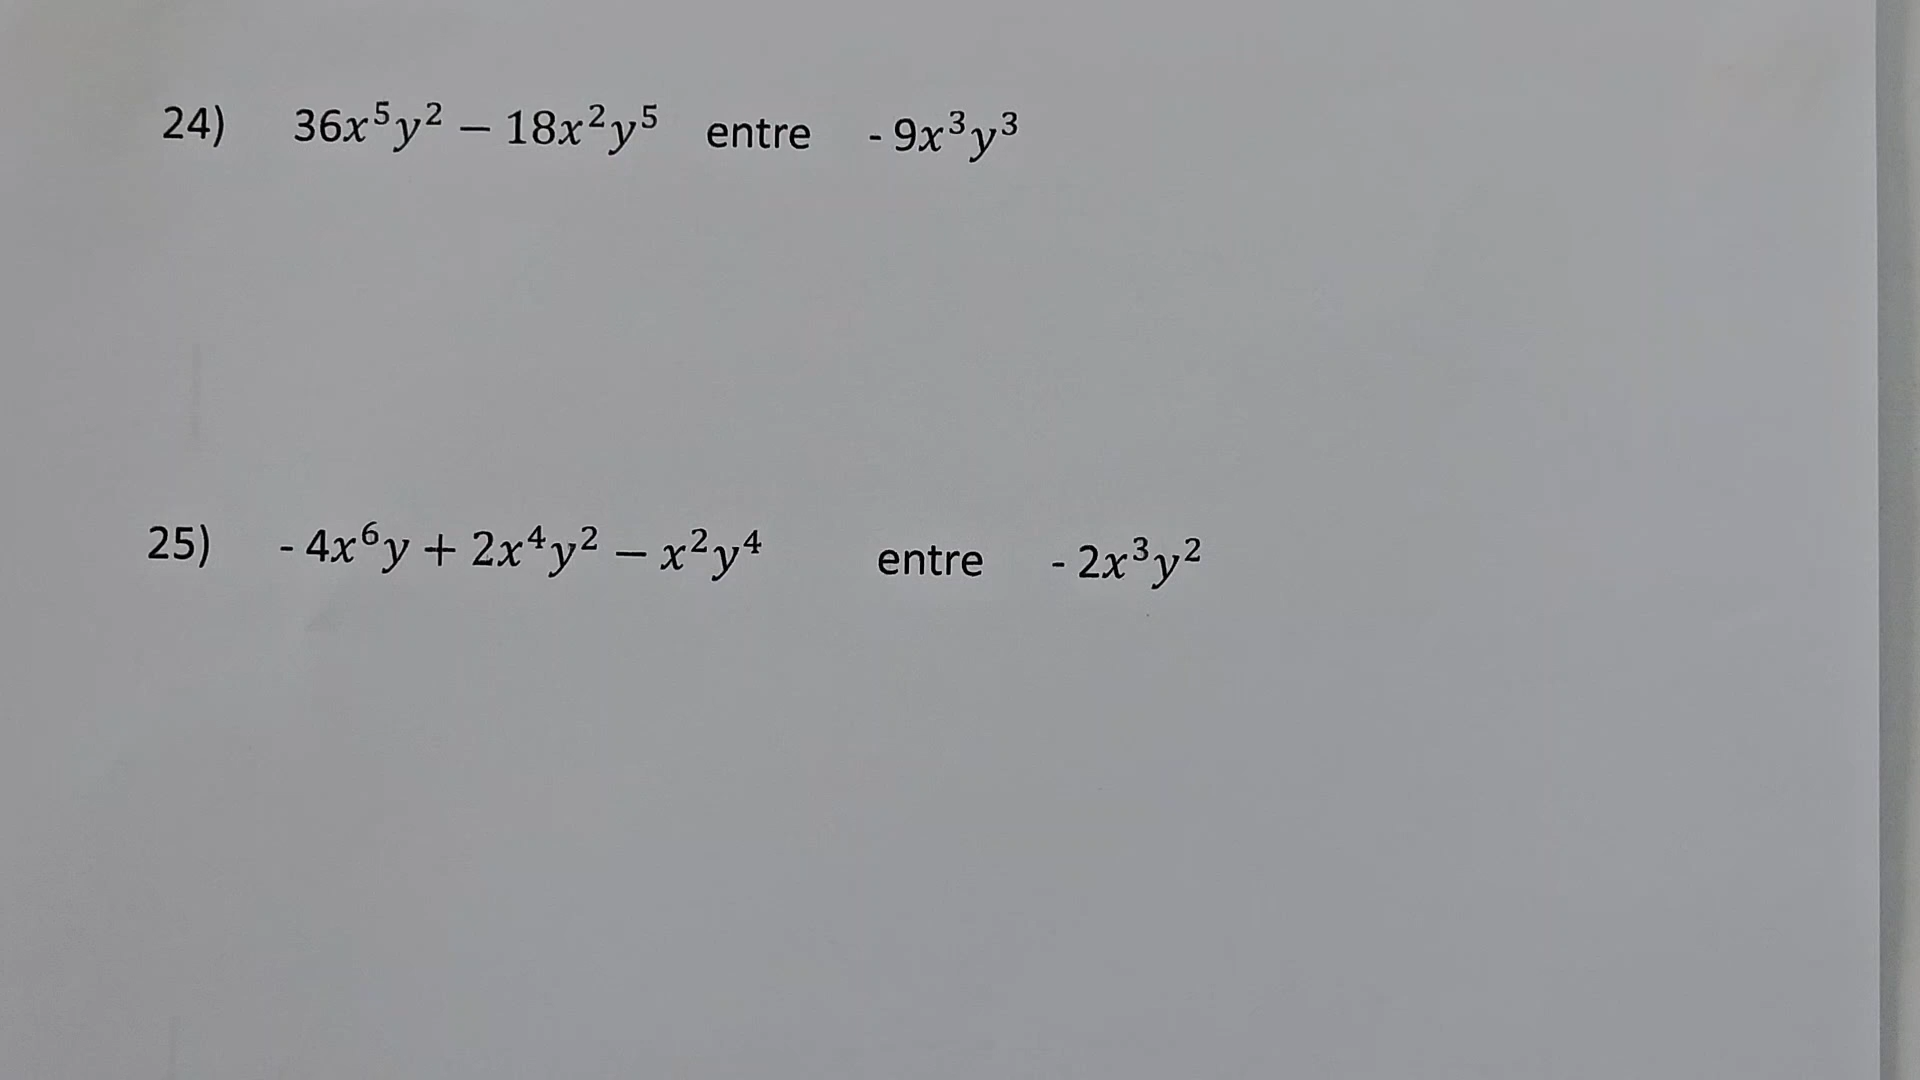 24) 36x⁵y² − 18x²y⁵ entre - 9x³y³
25) - 4x⁶y + 2x⁴y² − x²y⁴ entre - 2x³y²